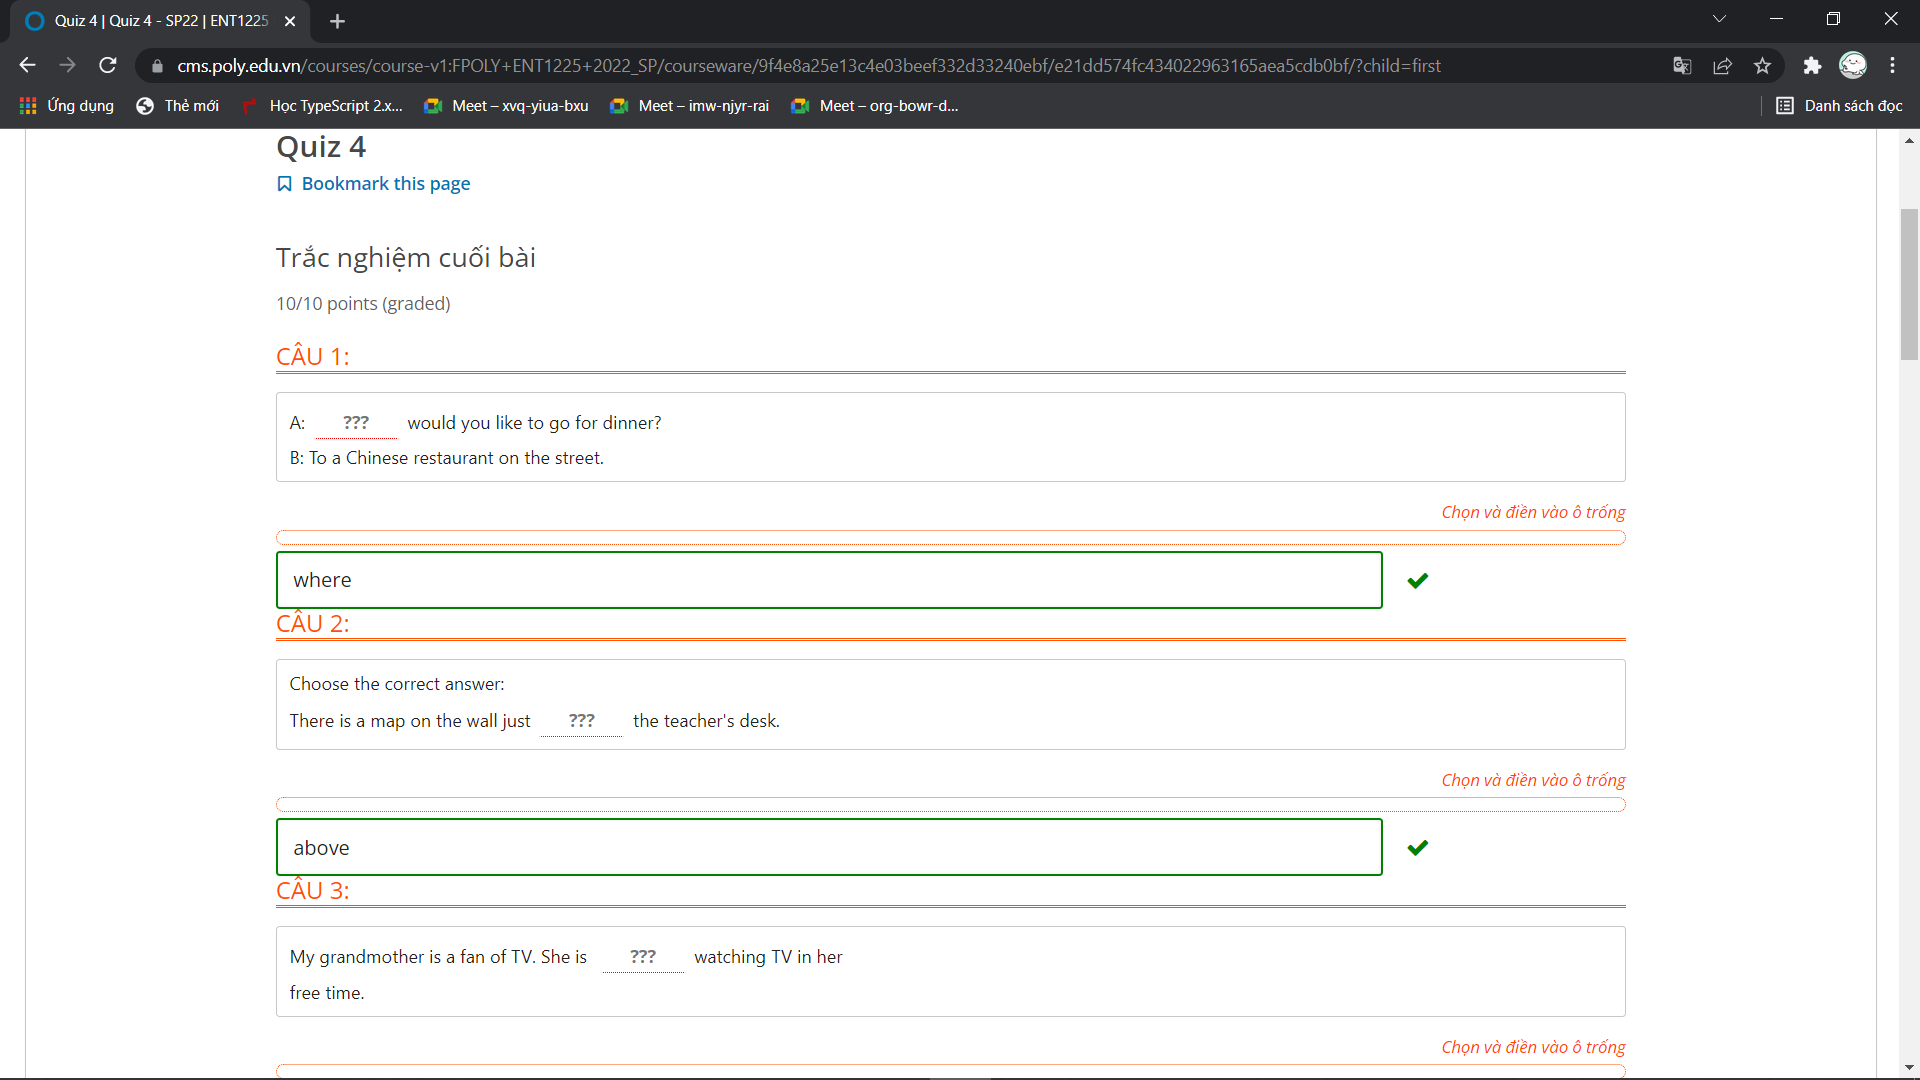 Quiz 4 | Quiz 4 - SP22 | ENT1225
cms.poly.edu.vn/courses/course-v1:FPOLY+ENT1225+2022_SP/courseware/9f4e8a25e13c4e03beef332d33240ebf/e21dd574fc434022963165aea5cdb0bf/?child=first
Ứng dụng
Thẻ mới
Học TypeScript 2.x...
Meet – xvq-yiua-bxu
Meet – imw-njyr-rai
Meet – org-bowr-d...
Danh sách đọc
Quiz 4
Bookmark this page
Trắc nghiệm cuối bài
10/10 points (graded)
CÂU 1:
A: ??? would you like to go for dinner?
B: To a Chinese restaurant on the street.
Chọn và điền vào ô trống
where
CÂU 2:
Choose the correct answer:
There is a map on the wall just ??? the teacher's desk.
Chọn và điền vào ô trống
above
CÂU 3:
My grandmother is a fan of TV. She is ??? watching TV in her
free time.
Chọn và điền vào ô trống